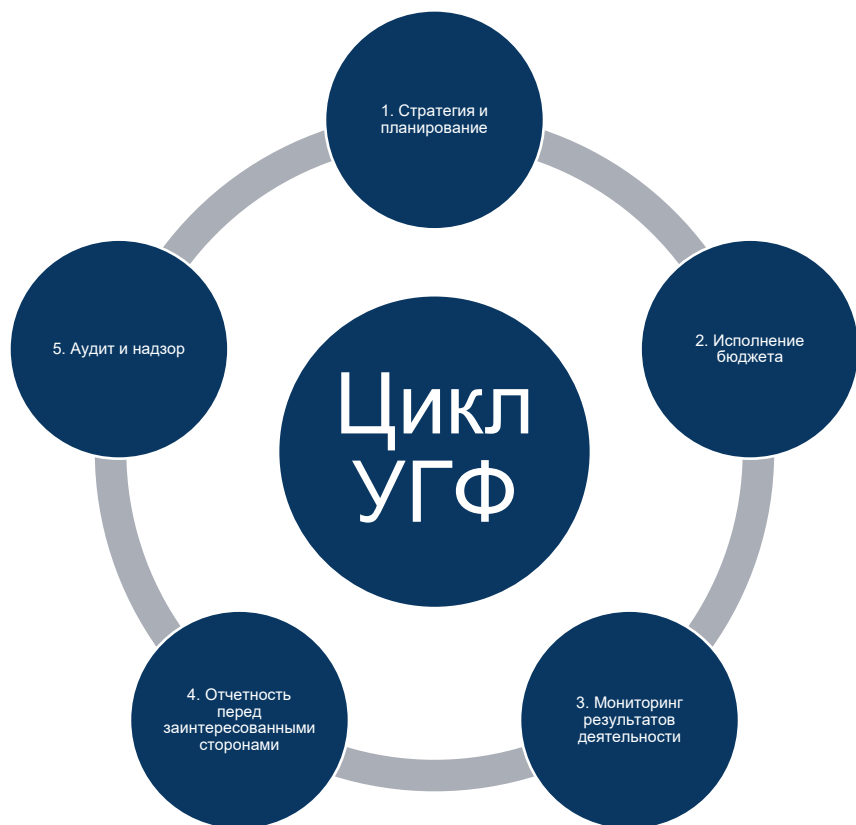 1. Стратегия и
планирование
2. Исполнение
бюджета
3. Мониторинг
результатов
деятельности
4. Отчетность
перед
заинтересованными
сторонами
5. Аудит и надзор
Цикл
УГФ